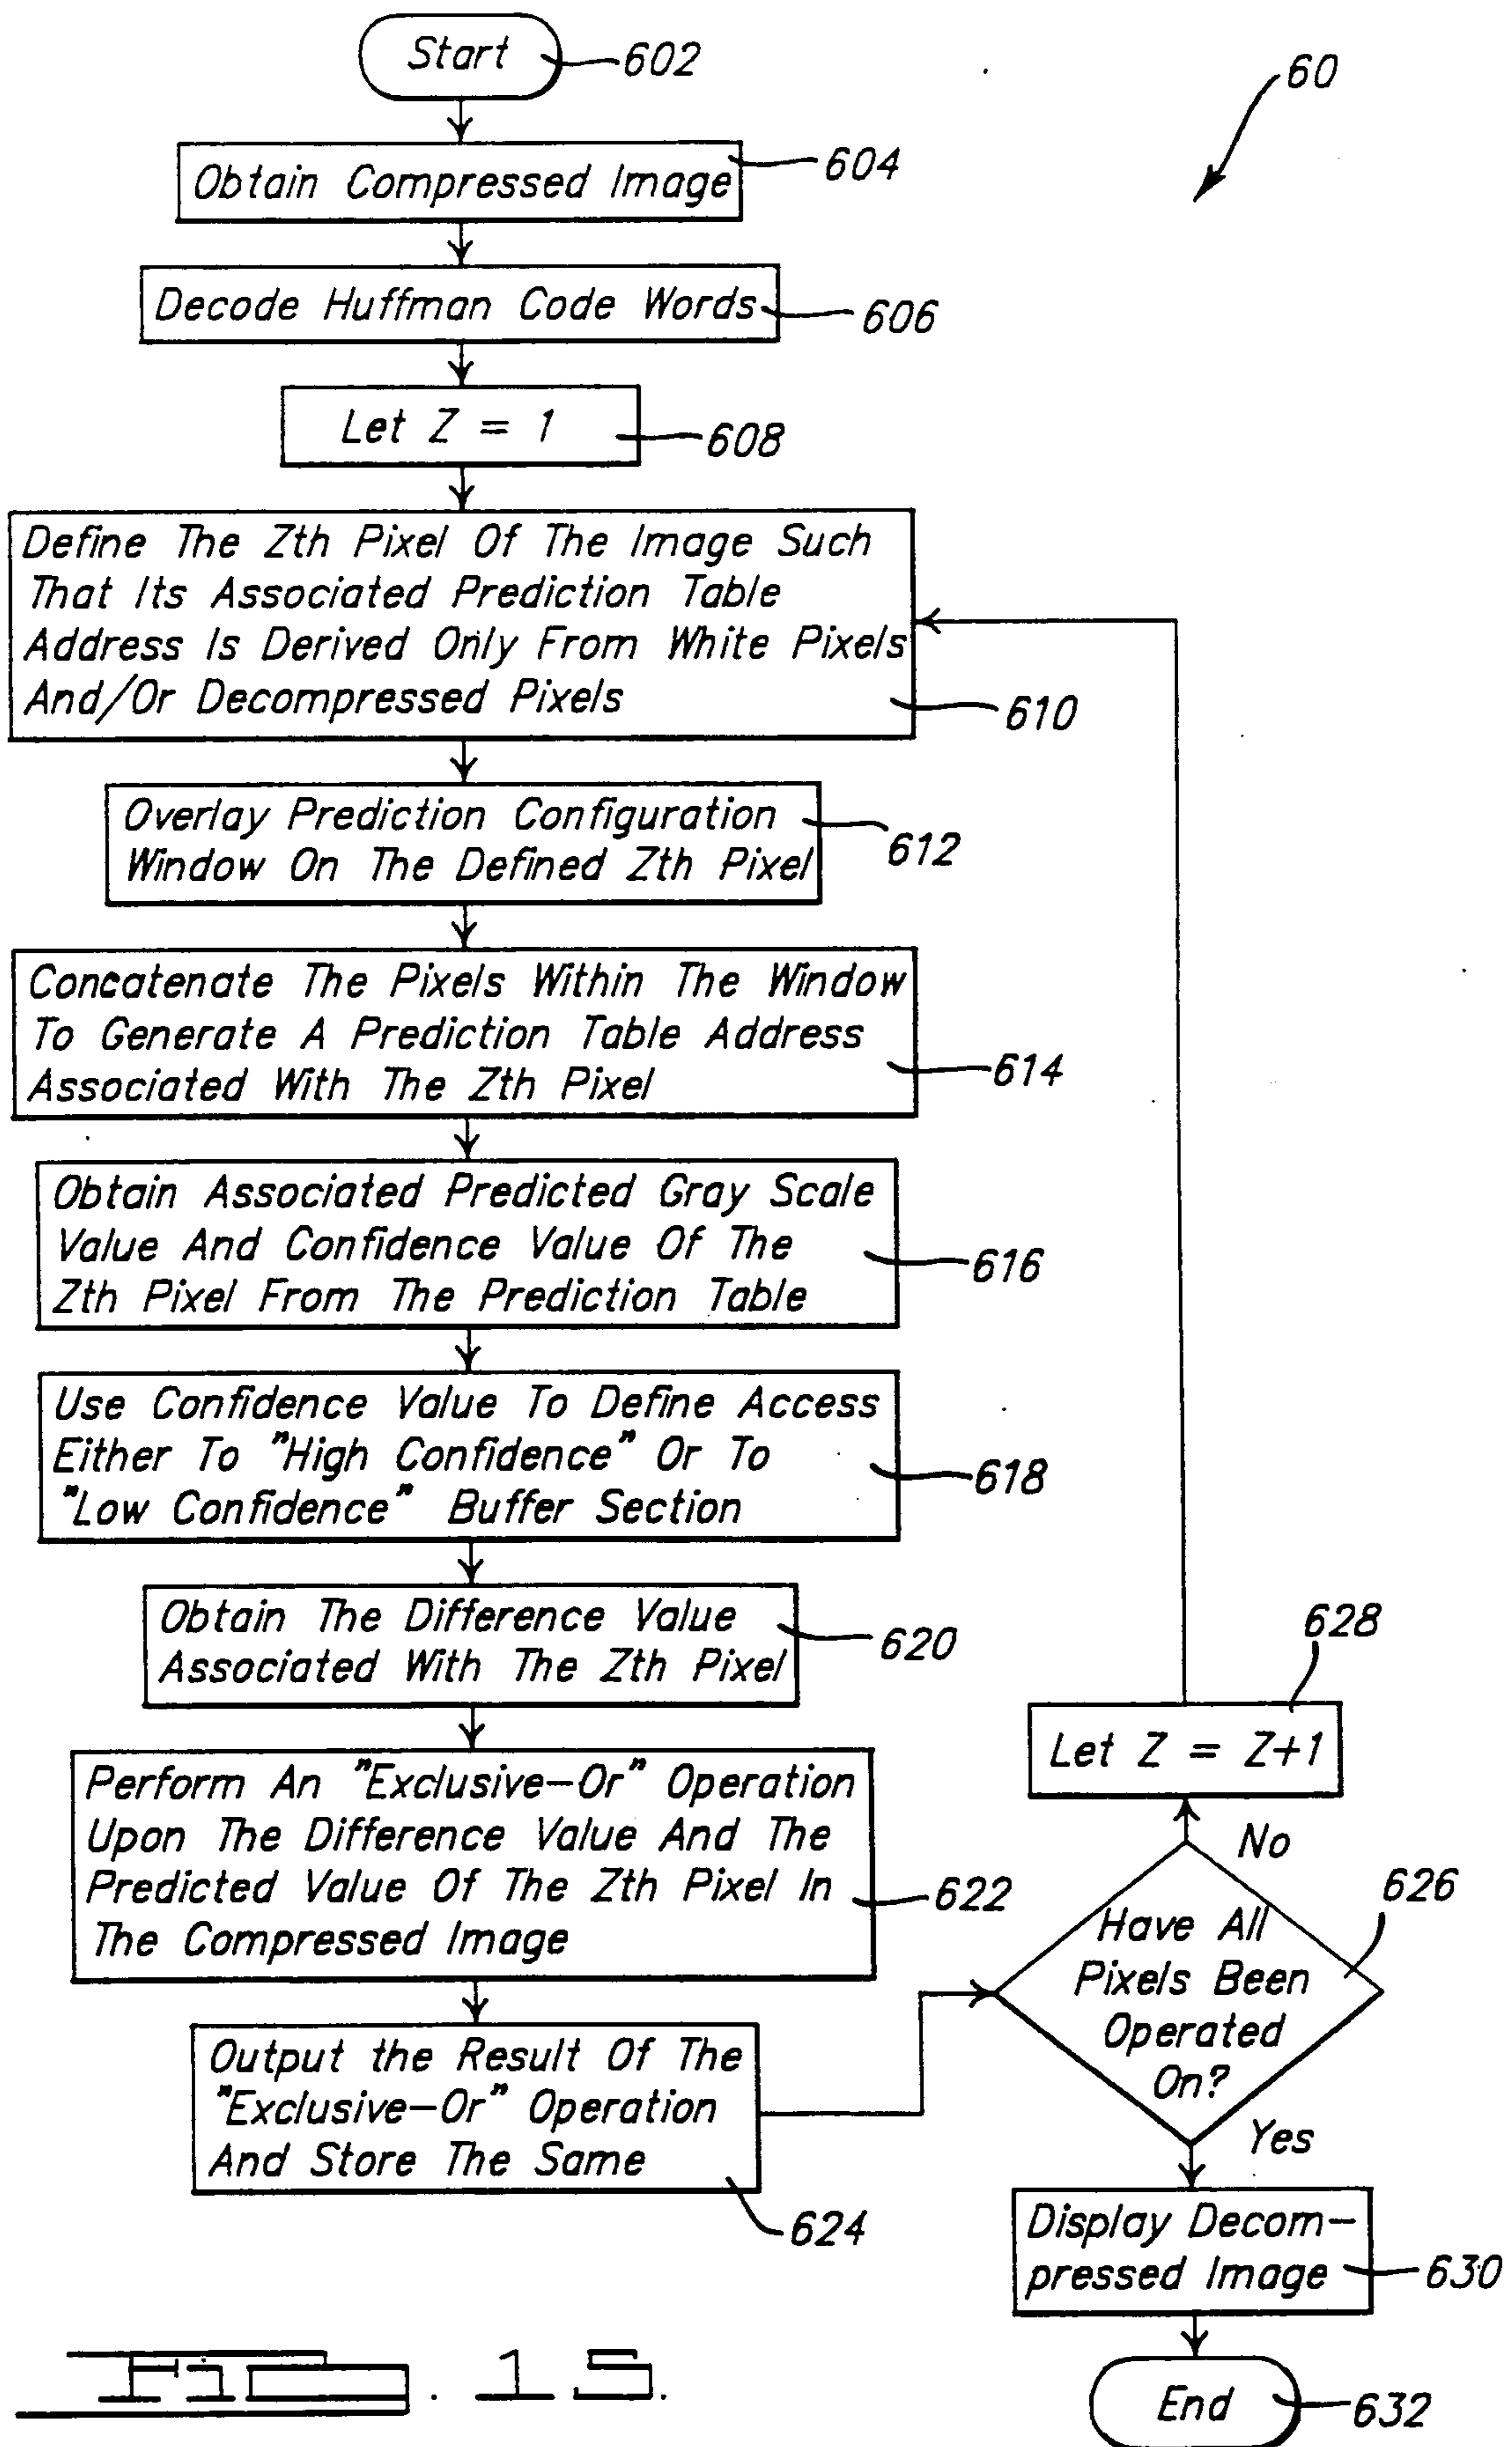 Start
602
60
Obtain Compressed Image
604
Decode Huffman Code Words
606
Let Z = 1
608
Define The Zth Pixel Of The Image Such
That Its Associated Prediction Table
Address Is Derived Only From White Pixels
And/Or Decompressed Pixels
610
Overlay Prediction Configuration
Window On The Defined Zth Pixel
612
Concatenate The Pixels Within The Window
To Generate A Prediction Table Address
Associated With The Zth Pixel
614
Obtain Associated Predicted Gray Scale
Value And Confidence Value Of The
Zth Pixel From The Prediction Table
616
Use Confidence Value To Define Access
Either To "High Confidence" Or To
"Low Confidence" Buffer Section
618
Obtain The Difference Value
Associated With The Zth Pixel
620
Perform An "Exclusive-Or" Operation
Upon The Difference Value And The
Predicted Value Of The Zth Pixel In
The Compressed Image
622
Output the Result Of The
"Exclusive-Or" Operation
And Store The Same
624
628
Let Z = Z+1
No
626
Have All
Pixels Been
Operated
On?
Yes
Display Decom-
pressed Image
630
End
632
Fig. 15.